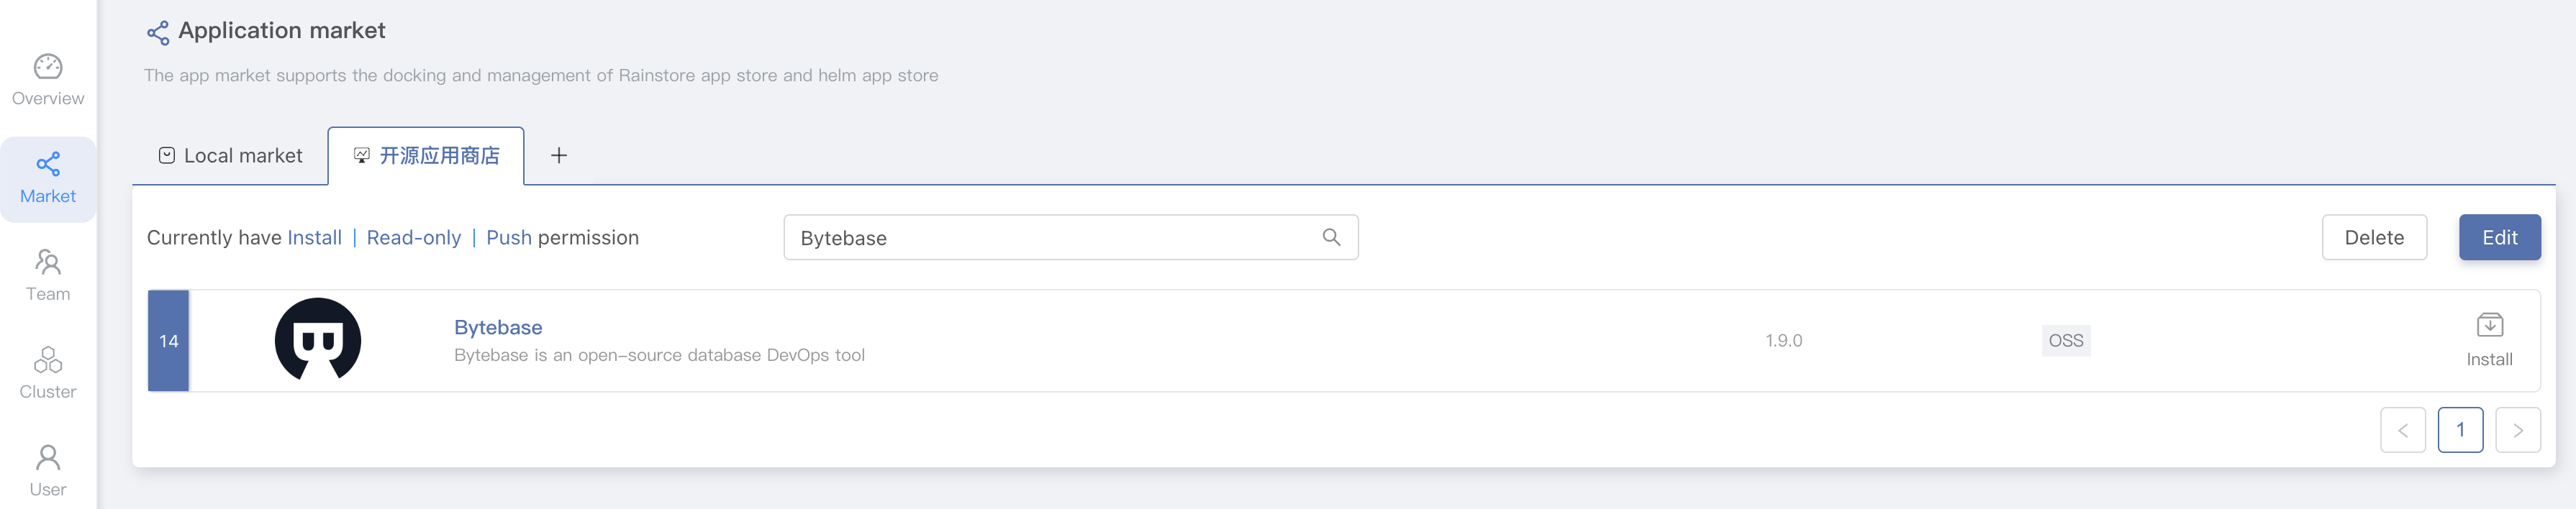 Application market
The app market supports the docking and management of Rainstore app store and helm app store
Overview
Market
Team
Cluster
User
Local market
开源应用商店
Currently have Install | Read-only | Push permission
Bytebase
Delete
Edit
14
Bytebase
Bytebase is an open-source database DevOps tool
1.9.0
OSS
Install
< 1 >